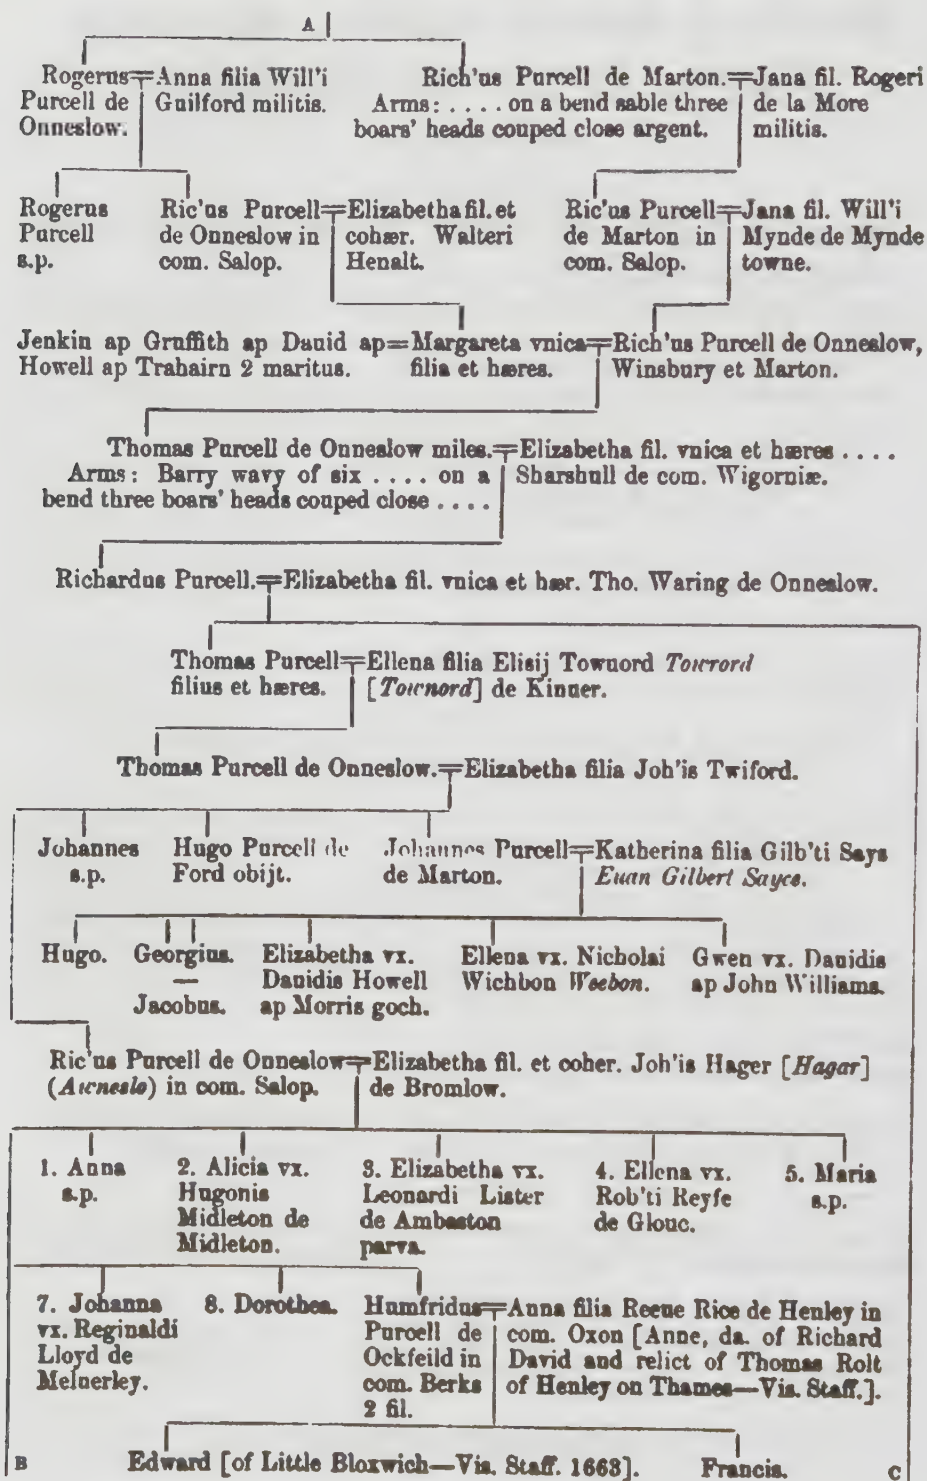 A
Rogerus=Anna filia Will'i
Purcell de Guilford militis.
Onneslow.
Rich'us Purcell de Marton.=Jana fil. Rogeri
Arms: .... on a bend sable three de la More
boars' heads couped close argent. militis.
Rogerus
Purcell
s.p.
Ric'us Purcell=Elizabetha fil. et
de Onneslow in cohær. Walteri
com. Salop. Henalt.
Ric'us Purcell=Jana fil. Will'i
de Marton in Mynde de Mynde
com. Salop. towne.
Jenkin ap Gruffith ap Dauid ap=Margareta vnica=Rich'us Purcell de Onneslow,
Howell ap Trahairn 2 maritus. filia et hæres. Winsbury et Marton.
Thomas Purcell de Onneslow miles.=Elizabetha fil. vnica et hæres ....
Arms: Barry wavy of six .... on a Sharshull de com. Wigorniæ.
bend three boars' heads couped close ....
Richardus Purcell.=Elizabetha fil. vnica et hær. Tho. Waring de Onneslow.
Thomas Purcell=Ellena filia Elisij Townord Towrord
filius et hæres. [Townord] de Kinuer.
Thomas Purcell de Onneslow.=Elizabetha filia Joh'is Twiford.
Johannes
s.p.
Hugo Purcell de
Ford obijt.
Johannes Purcell=Katherina filia Gilb'ti Says
de Marton. Euan Gilbert Sayce.
Hugo.
Georgius.
—
Jacobus.
Elizabetha vx.
Dauidis Howell
ap Morris goch.
Ellena vx. Nicholai
Wichbon Weebon.
Gwen vx. Dauidis
ap John Williams.
Ric'us Purcell de Onneslow=Elizabetha fil. et coher. Joh'is Hager [Hagar]
(Awneslo) in com. Salop. de Bromlow.
1. Anna
s.p.
2. Alicia vx.
Hugonis
Midleton de
Midleton.
3. Elizabetha vx.
Leonardi Lister
de Ambaston
parva.
4. Ellena vx.
Rob'ti Keyfe
de Glouc.
5. Maria
s.p.
7. Johanna
vx. Reginaldi
Lloyd de
Melnerley.
8. Dorothea.
Humfridus=Anna filia Reene Rice de Henley in
Purcell de com. Oxon [Anne, da. of Richard
Ockfeild in David and relict of Thomas Rolt
com. Berks of Henley on Thames—Vis. Staff.].
2 fil.
B
Edward [of Little Bloxwich—Vis. Staff. 1663].
Francis.
C